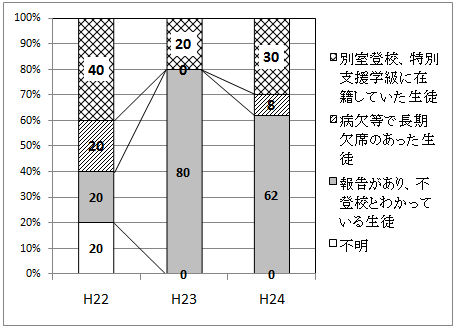 100%
90%
80%
70%
60%
50%
40%
30%
20%
10%
0%
40
20
20
20
20
0
80
0
30
8
62
0
H22
H23
H24
別室登校、特別
支援学級に在
籍していた生徒
病欠等で長期
欠席のあった生
徒
報告があり、不
登校とわかって
いる生徒
不明